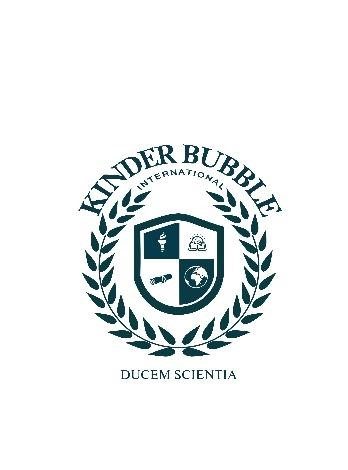 KINDER BUBBLE
INTERNATIONAL
DUCEM SCIENTIA